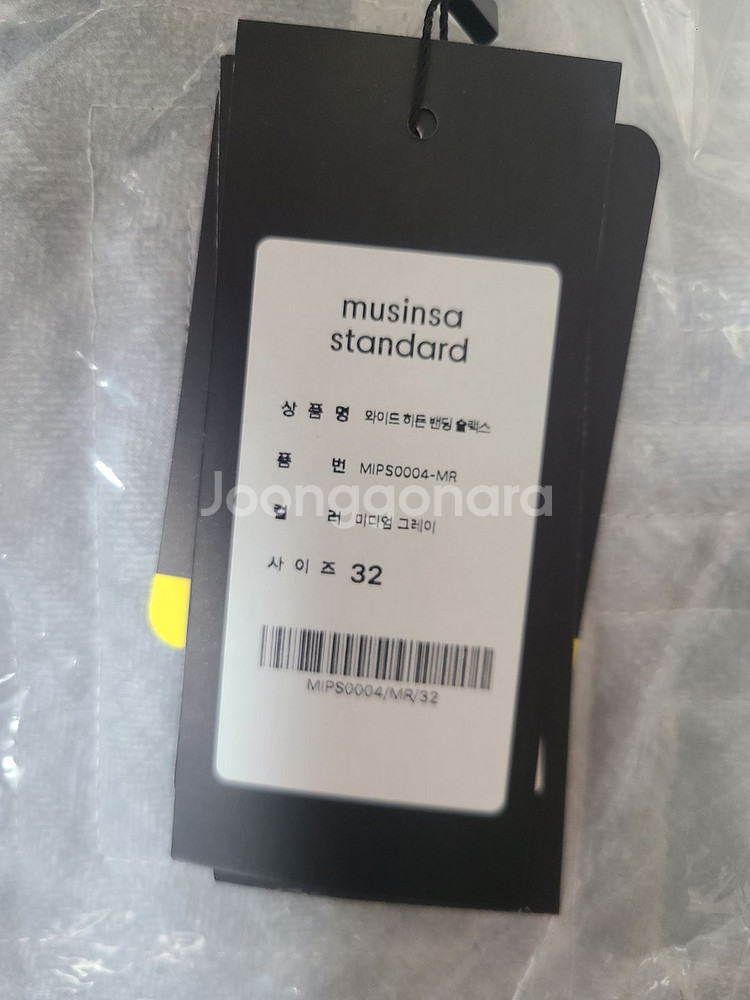 musinsa
standard
상품명 와이드 히든 밴딩 슬랙스
품번 MIPS0004-MR
Joonggonara
컬러 미디엄 그레이
사이즈 32
MIPS0004/MR/32